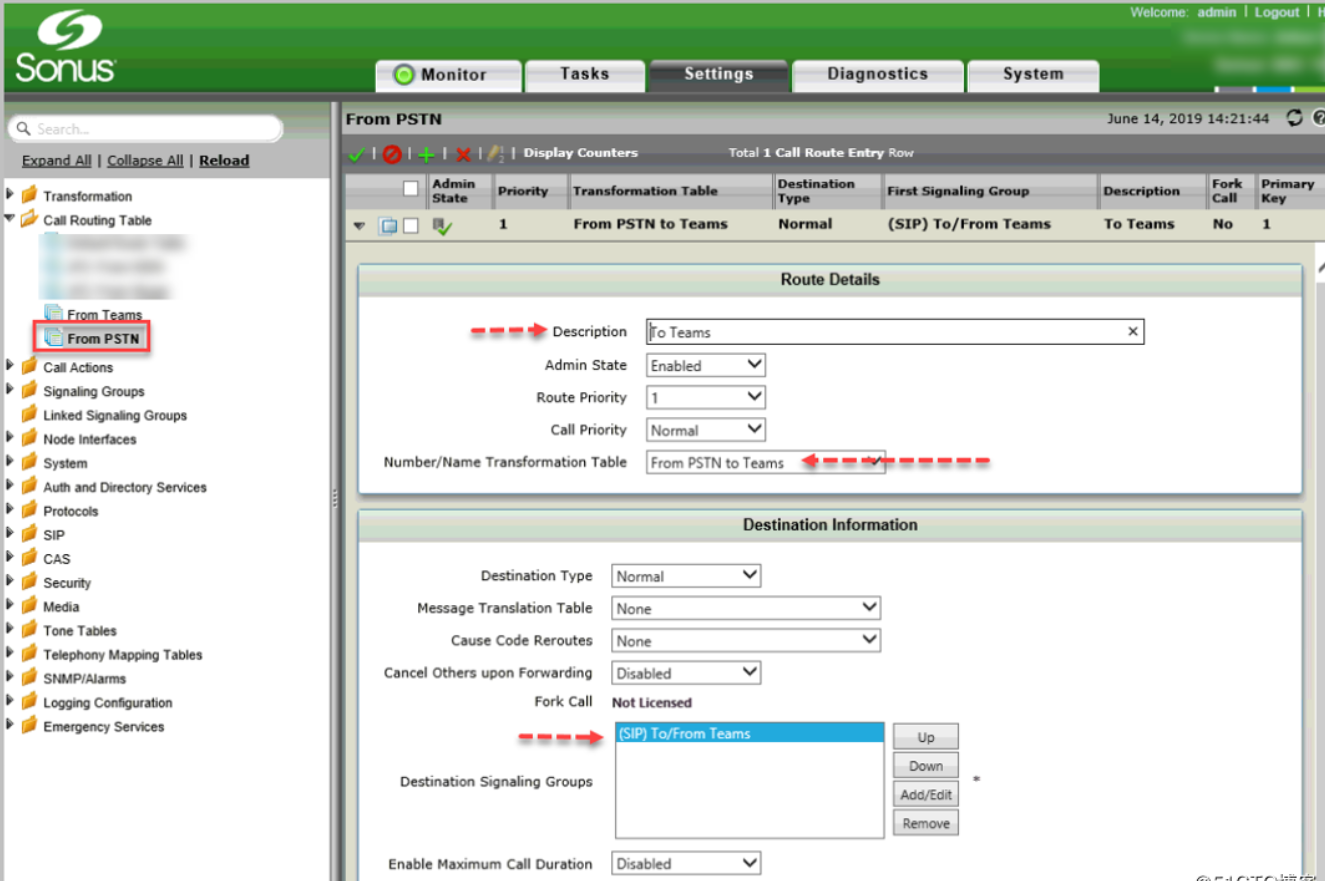 Welcome: admin | Logout | H
Sonus
Monitor
Tasks
Settings
Diagnostics
System
Search...
Expand All | Collapse All | Reload
Transformation
Call Routing Table
From Teams
From PSTN
Call Actions
Signaling Groups
Linked Signaling Groups
Node Interfaces
System
Auth and Directory Services
Protocols
SIP
CAS
Security
Media
Tone Tables
Telephony Mapping Tables
SNMP/Alarms
Logging Configuration
Emergency Services
From PSTN
June 14, 2019 14:21:44
Display Counters
Total 1 Call Route Entry Row
Admin State
Priority
Transformation Table
Destination Type
First Signaling Group
Description
Fork Call
Primary Key
1
From PSTN to Teams
Normal
(SIP) To/From Teams
To Teams
No
1
Route Details
Description To Teams
Admin State Enabled
Route Priority 1
Call Priority Normal
Number/Name Transformation Table From PSTN to Teams
Destination Information
Destination Type Normal
Message Translation Table None
Cause Code Reroutes None
Cancel Others upon Forwarding Disabled
Fork Call Not Licensed
(SIP) To/From Teams
Destination Signaling Groups
Up
Down
*
Add/Edit
Remove
Enable Maximum Call Duration Disabled